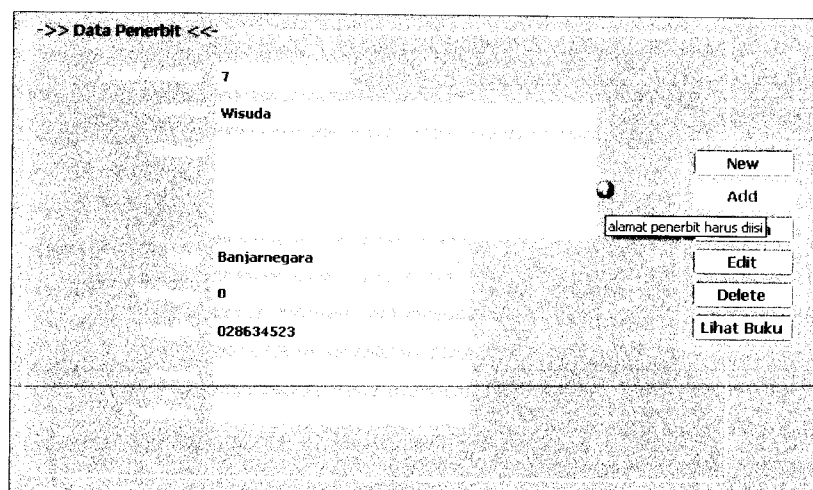 ->> Data Penerbit <<-
7
Wisuda
New
Add
alamat penerbit harus diisi
Banjarnegara
Edit
0
Delete
028634523
Lihat Buku